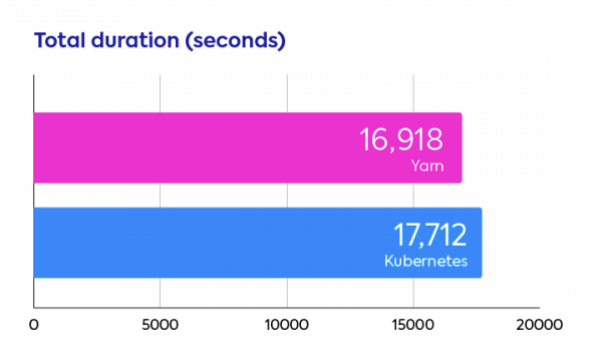 Total duration (seconds)
16,918
Yarn
17,712
Kubernetes
0 5000 10000 15000 20000